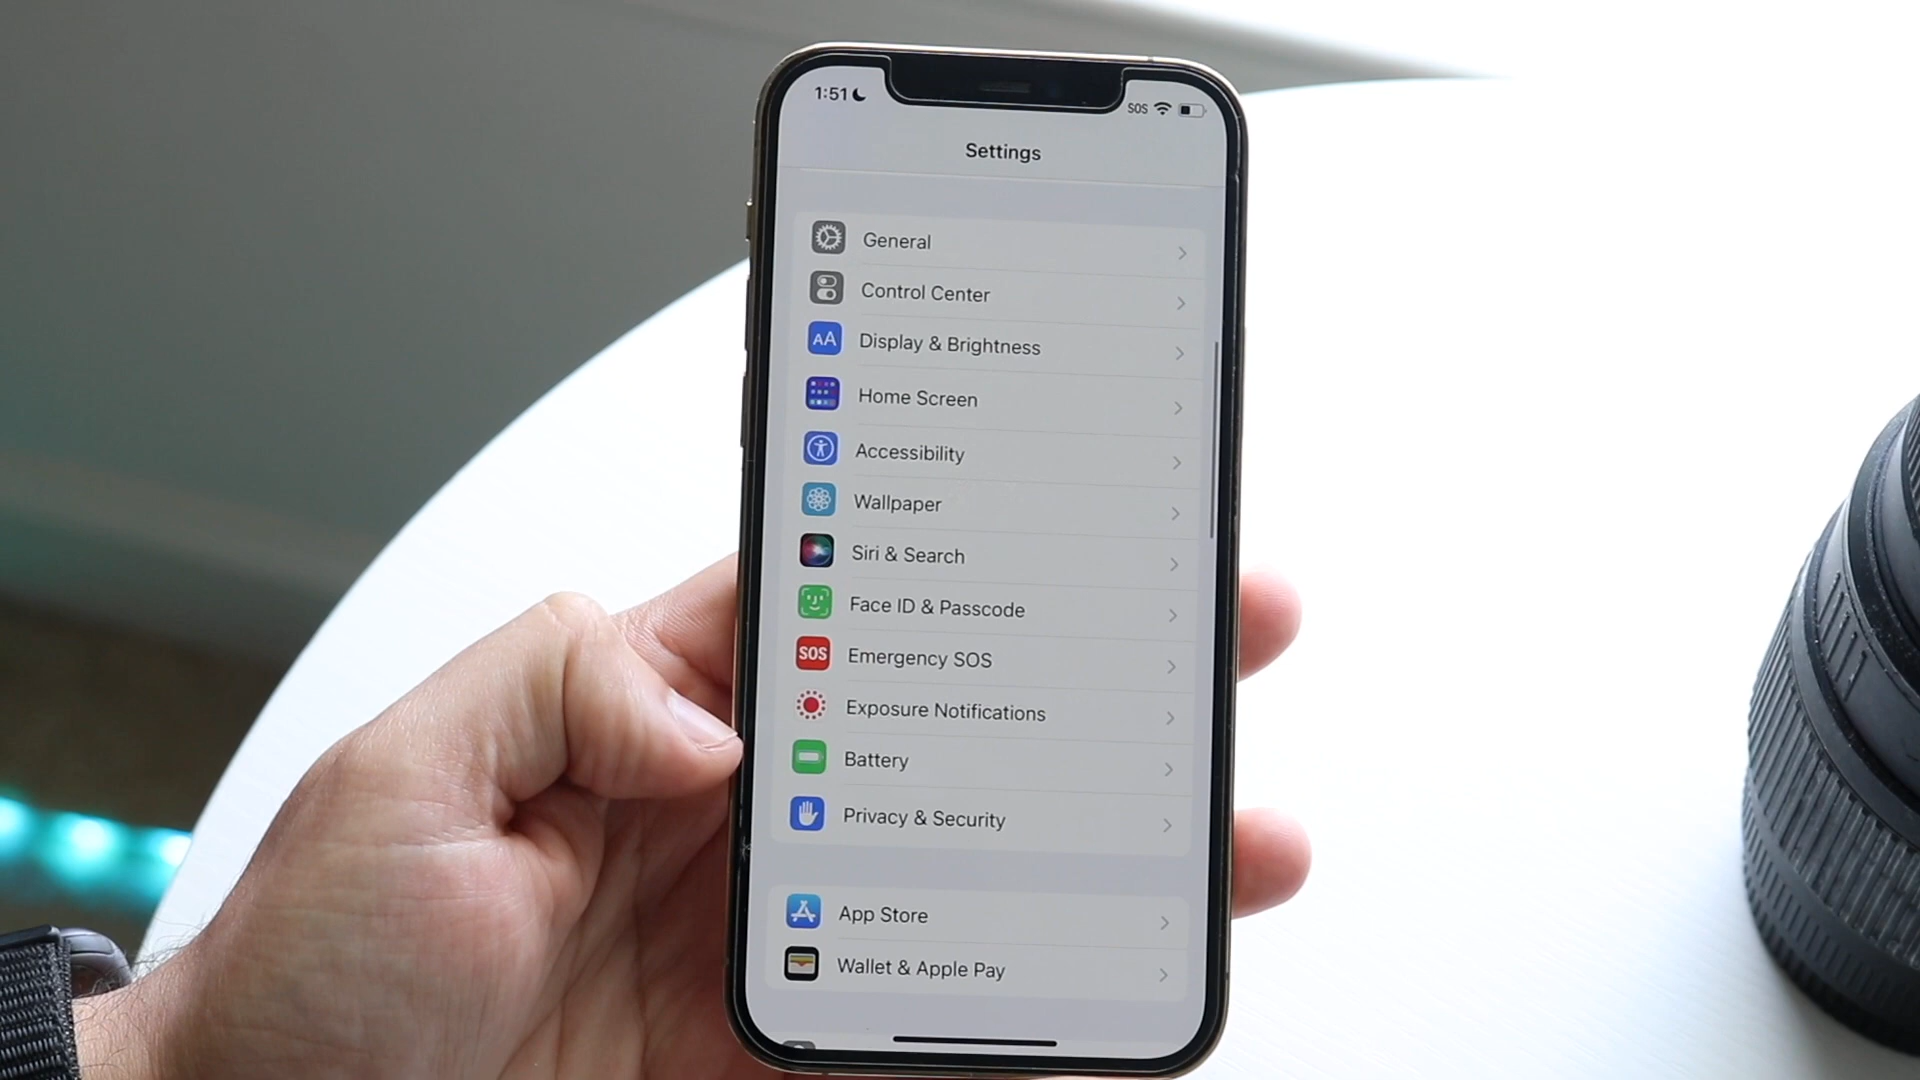 1:51
SOS
Settings
General
Control Center
AA Display & Brightness
Home Screen
Accessibility
Wallpaper
Siri & Search
Face ID & Passcode
SOS Emergency SOS
Exposure Notifications
Battery
Privacy & Security
App Store
Wallet & Apple Pay